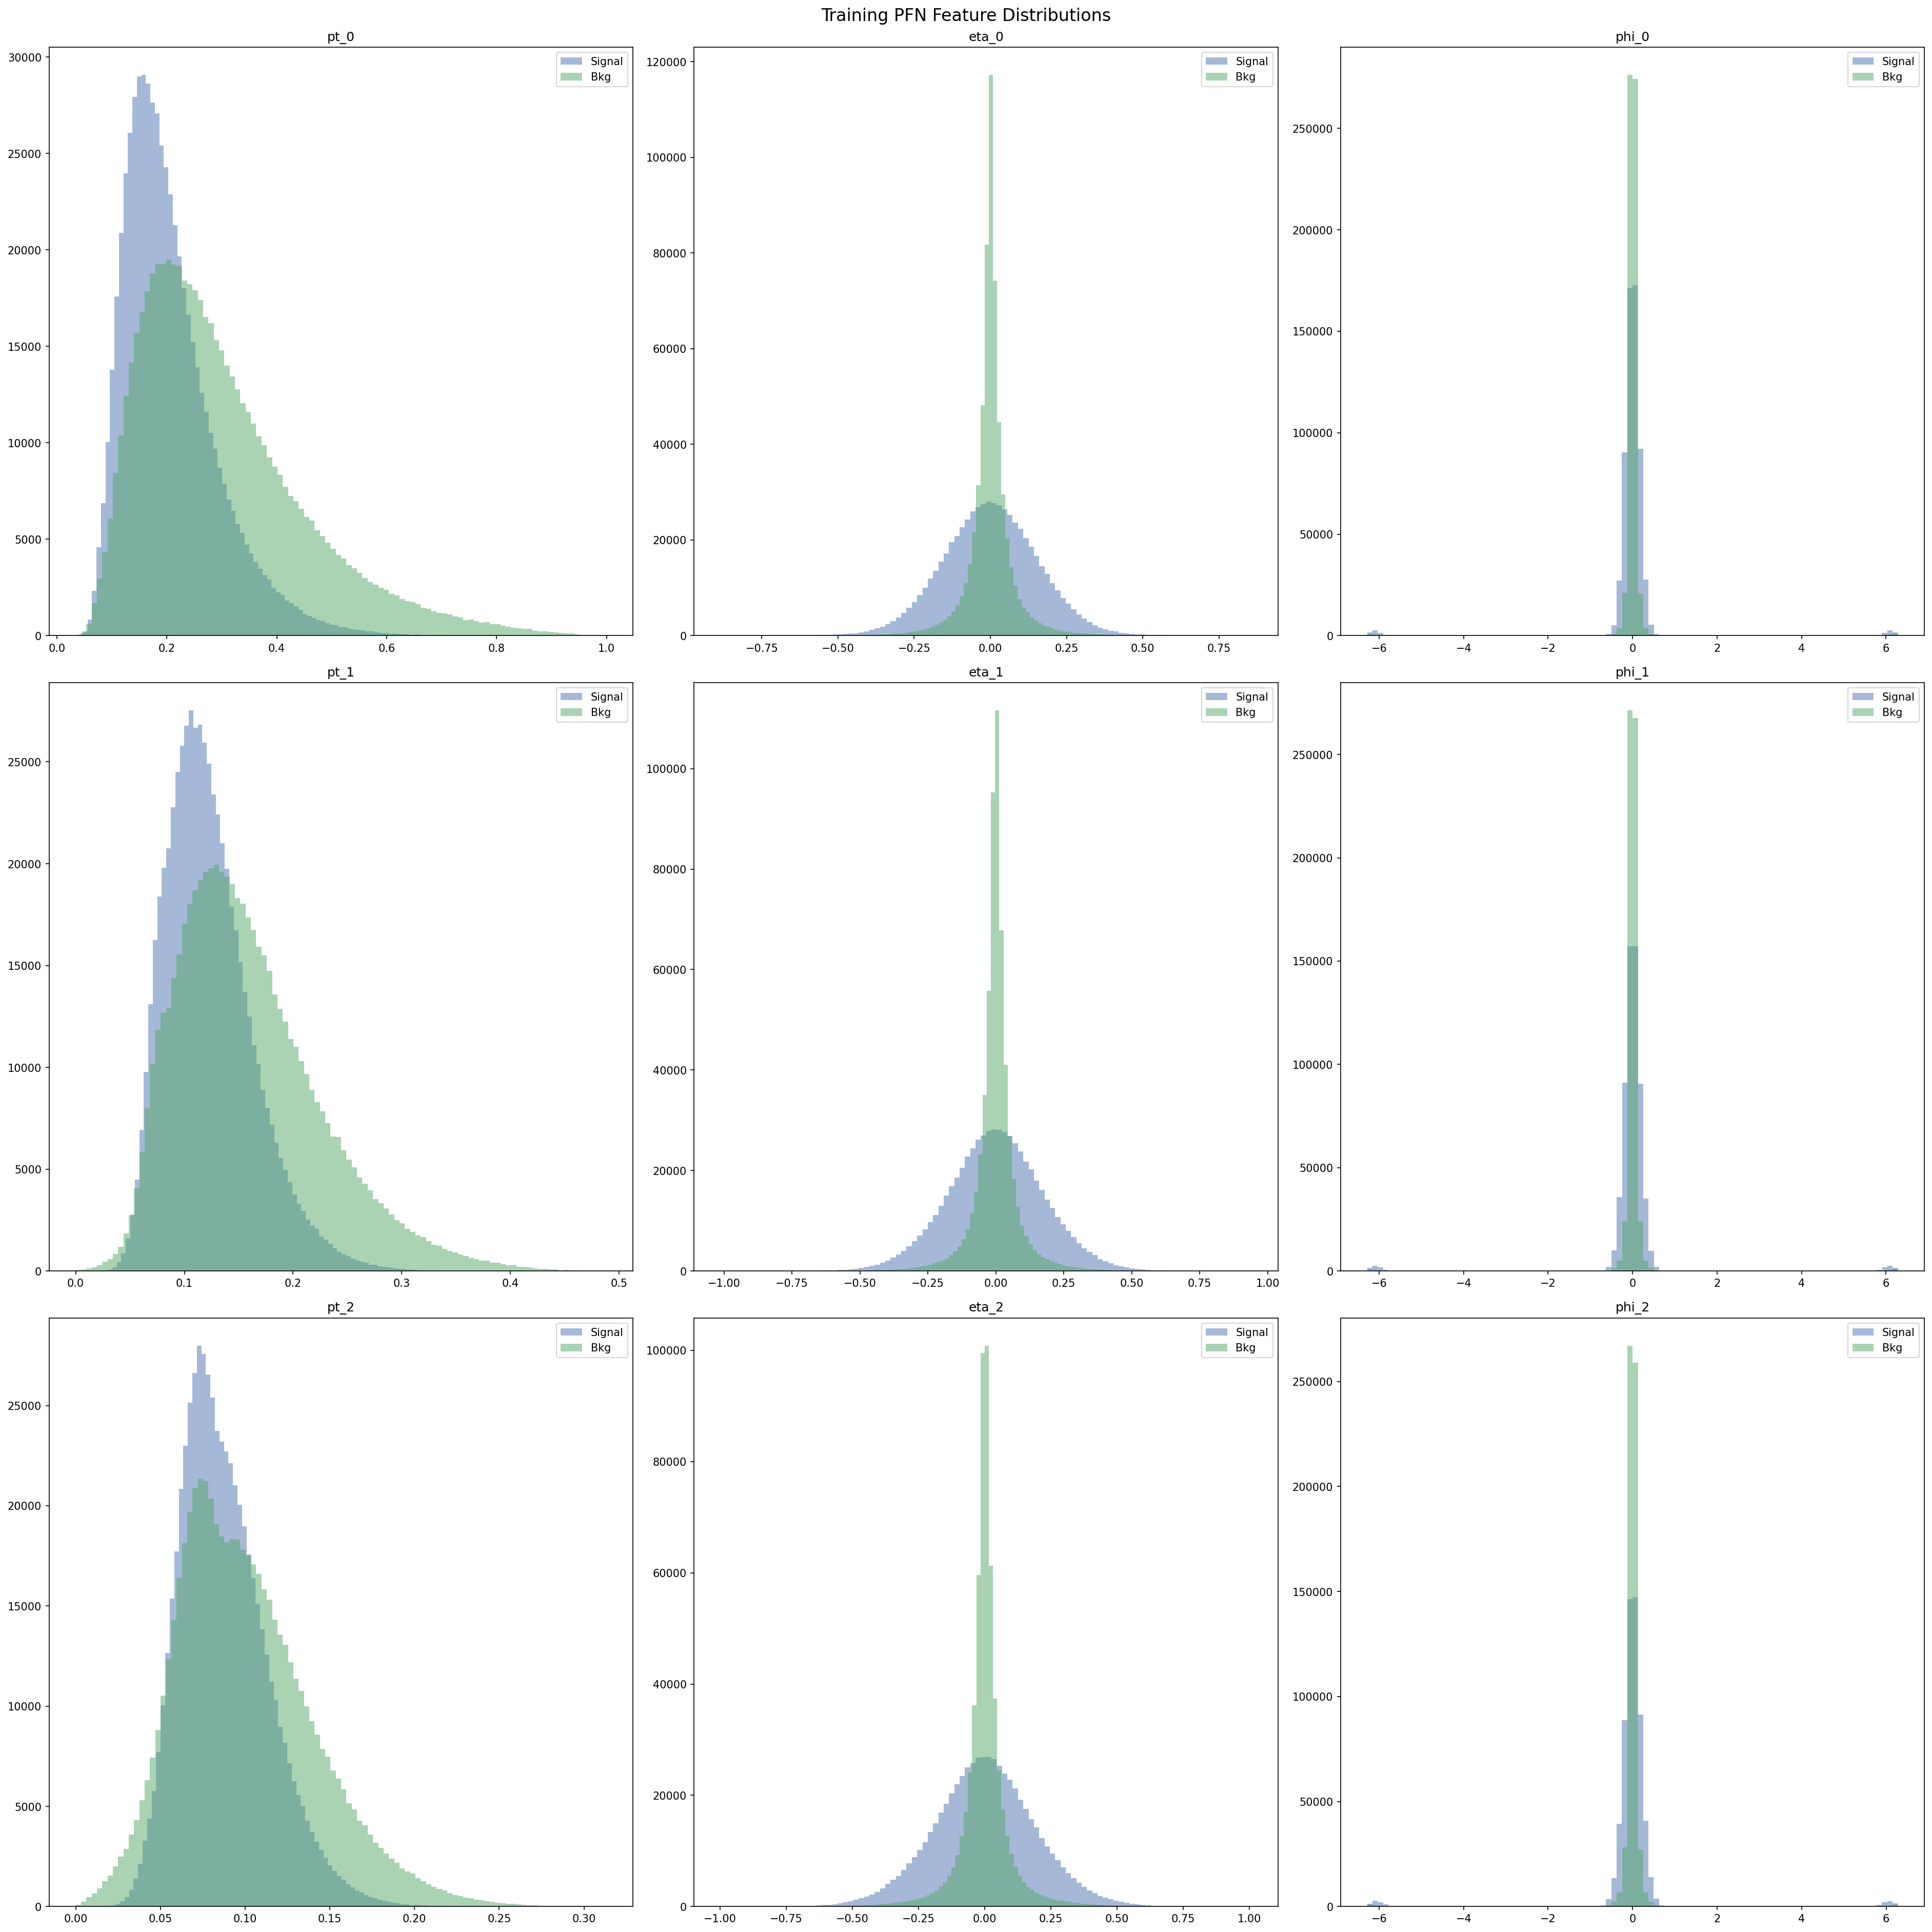 Training PFN Feature Distributions
pt_0
Signal
Bkg
30000
25000
20000
15000
10000
5000
0
0.0 0.2 0.4 0.6 0.8 1.0
eta_0
Signal
Bkg
120000
100000
80000
60000
40000
20000
0
−0.75 −0.50 −0.25 0.00 0.25 0.50 0.75
phi_0
Signal
Bkg
250000
200000
150000
100000
50000
0
−6 −4 −2 0 2 4 6
pt_1
Signal
Bkg
25000
20000
15000
10000
5000
0
0.0 0.1 0.2 0.3 0.4 0.5
eta_1
Signal
Bkg
100000
80000
60000
40000
20000
0
−1.00 −0.75 −0.50 −0.25 0.00 0.25 0.50 0.75 1.00
phi_1
Signal
Bkg
250000
200000
150000
100000
50000
0
−6 −4 −2 0 2 4 6
pt_2
Signal
Bkg
25000
20000
15000
10000
5000
0
0.00 0.05 0.10 0.15 0.20 0.25 0.30
eta_2
Signal
Bkg
100000
80000
60000
40000
20000
0
−1.00 −0.75 −0.50 −0.25 0.00 0.25 0.50 0.75 1.00
phi_2
Signal
Bkg
250000
200000
150000
100000
50000
0
−6 −4 −2 0 2 4 6